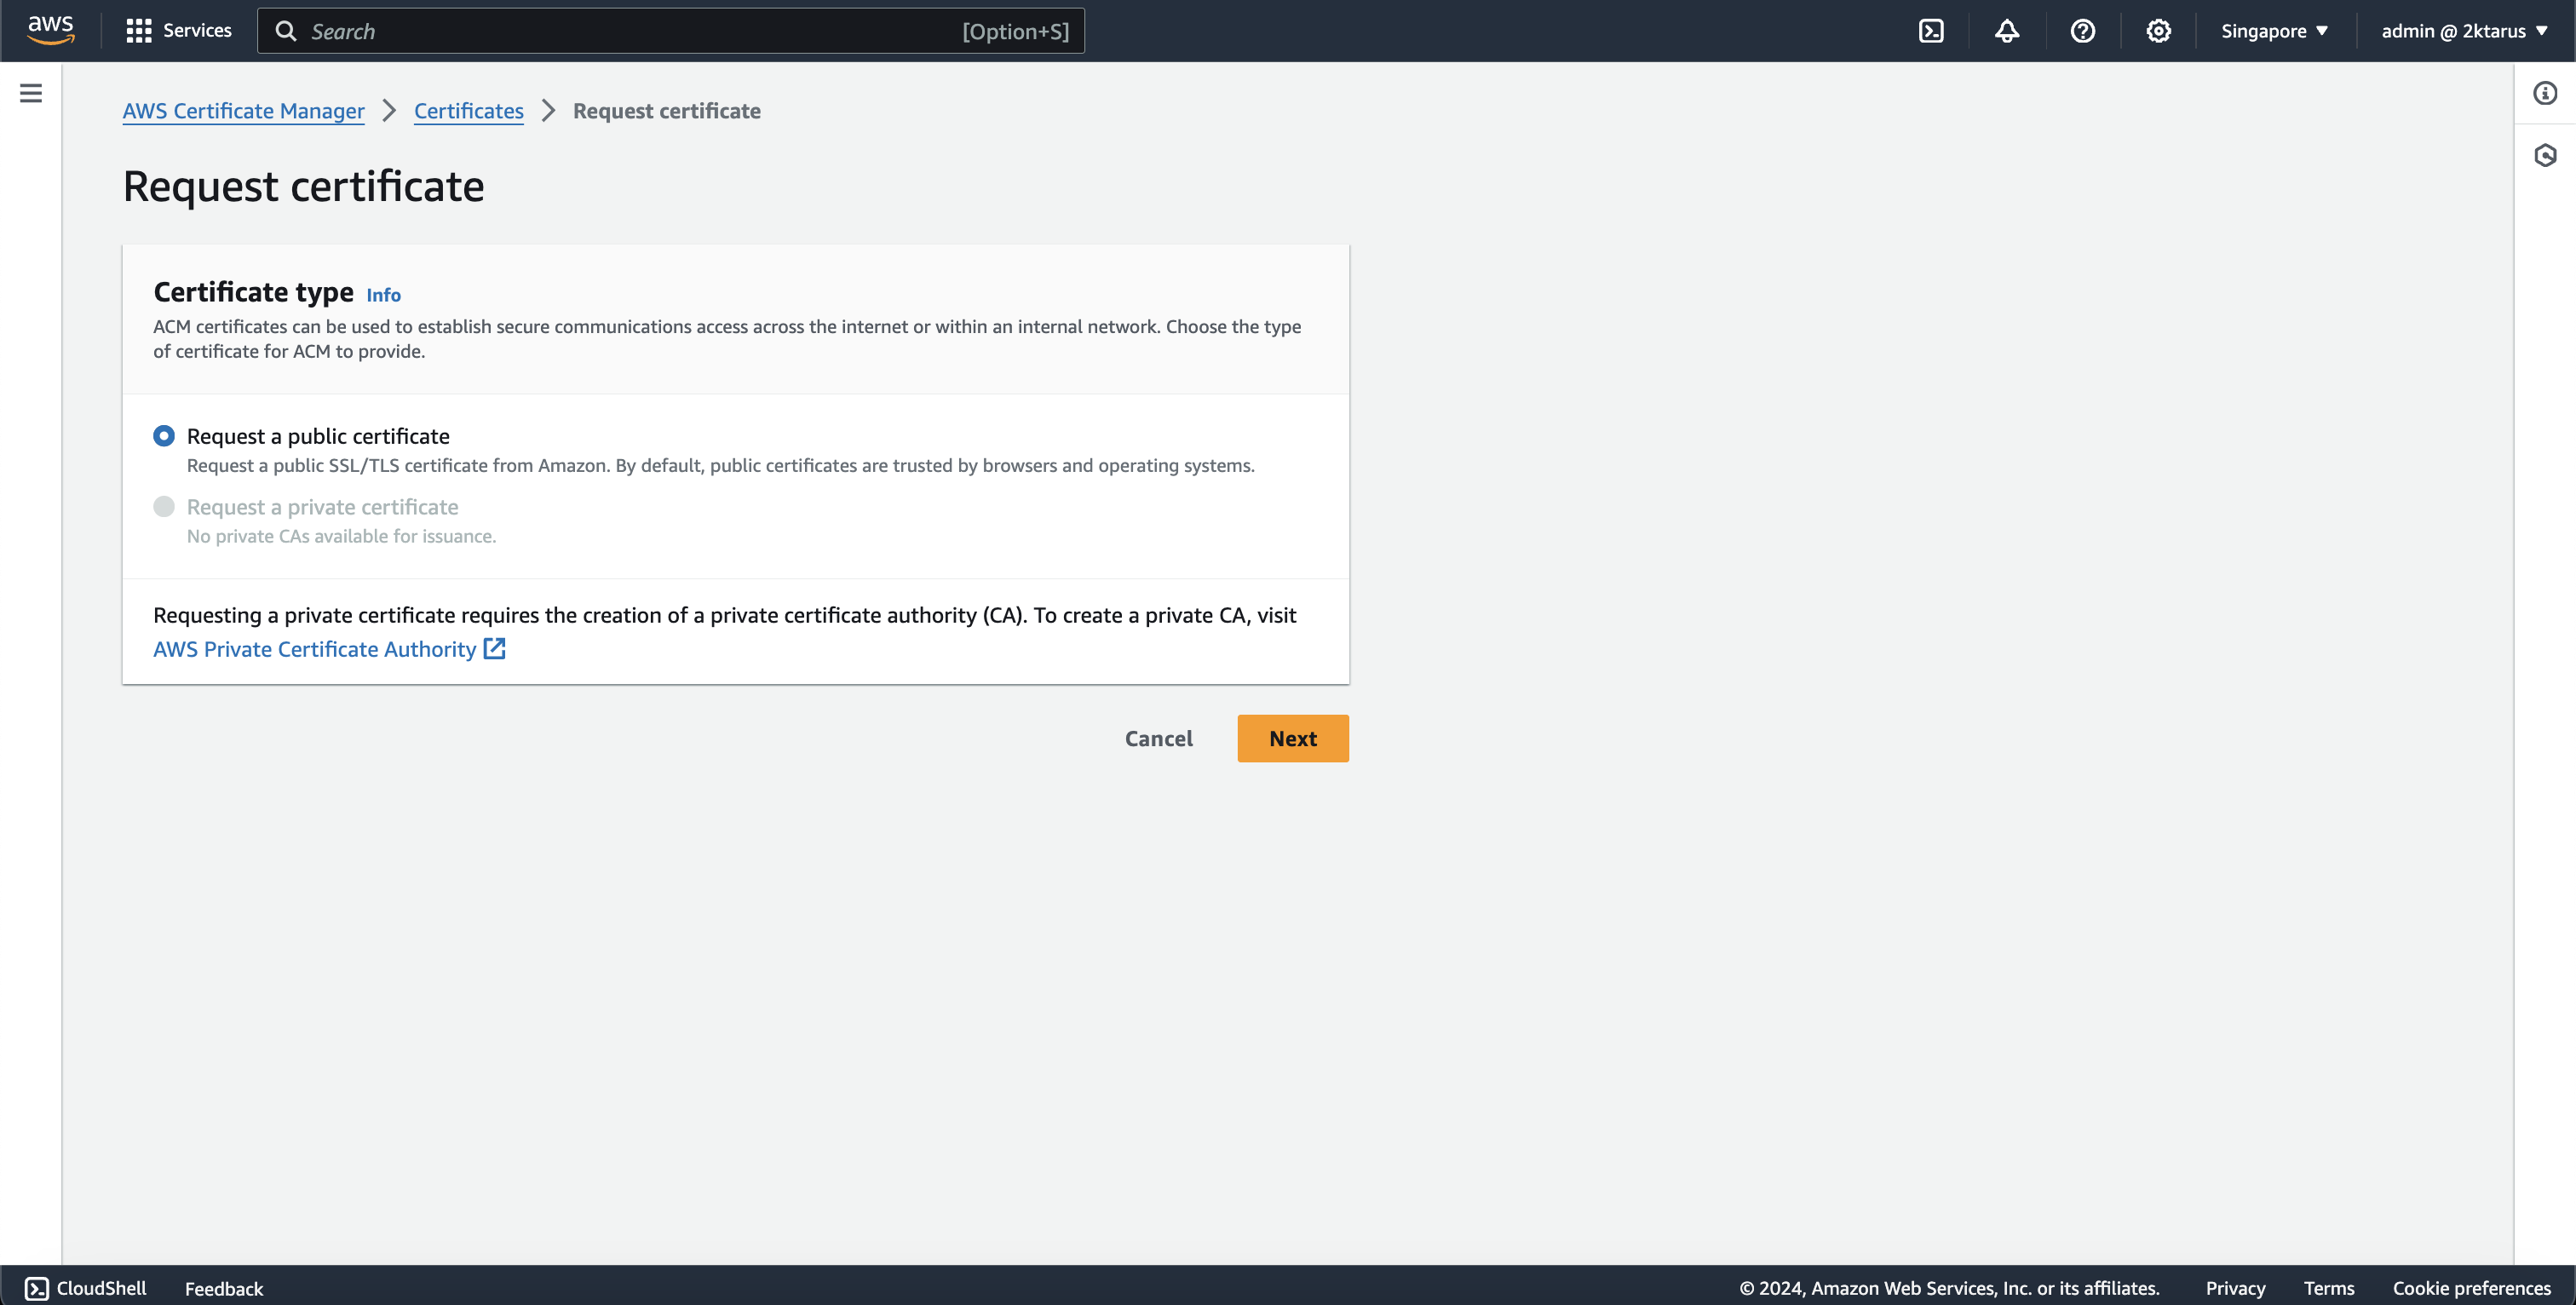 aws
Services
Search
[Option+S]
Singapore
admin @ 2ktarus
AWS Certificate Manager
Certificates
Request certificate
Request certificate
Certificate type
Info
ACM certificates can be used to establish secure communications access across the internet or within an internal network. Choose the type
of certificate for ACM to provide.
Request a public certificate
Request a public SSL/TLS certificate from Amazon. By default, public certificates are trusted by browsers and operating systems.
Request a private certificate
No private CAs available for issuance.
Requesting a private certificate requires the creation of a private certificate authority (CA). To create a private CA, visit
AWS Private Certificate Authority
Cancel
Next
CloudShell
Feedback
© 2024, Amazon Web Services, Inc. or its affiliates.
Privacy
Terms
Cookie preferences